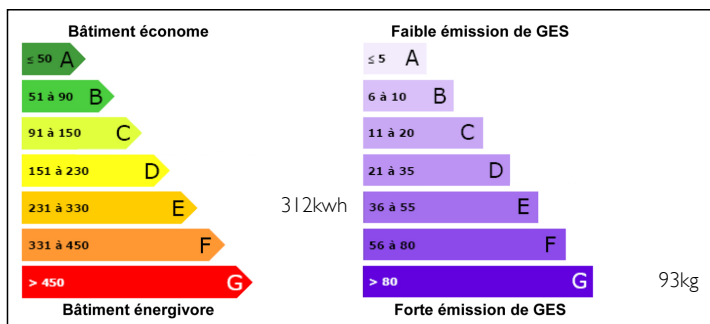 Bâtiment économe
≤ 50 A
51 à 90 B
91 à 150 C
151 à 230 D
231 à 330 E
312kwh
331 à 450 F
> 450 G
Bâtiment énergivore
Faible émission de GES
≤ 5 A
6 à 10 B
11 à 20 C
21 à 35 D
36 à 55 E
56 à 80 F
> 80 G
93kg
Forte émission de GES